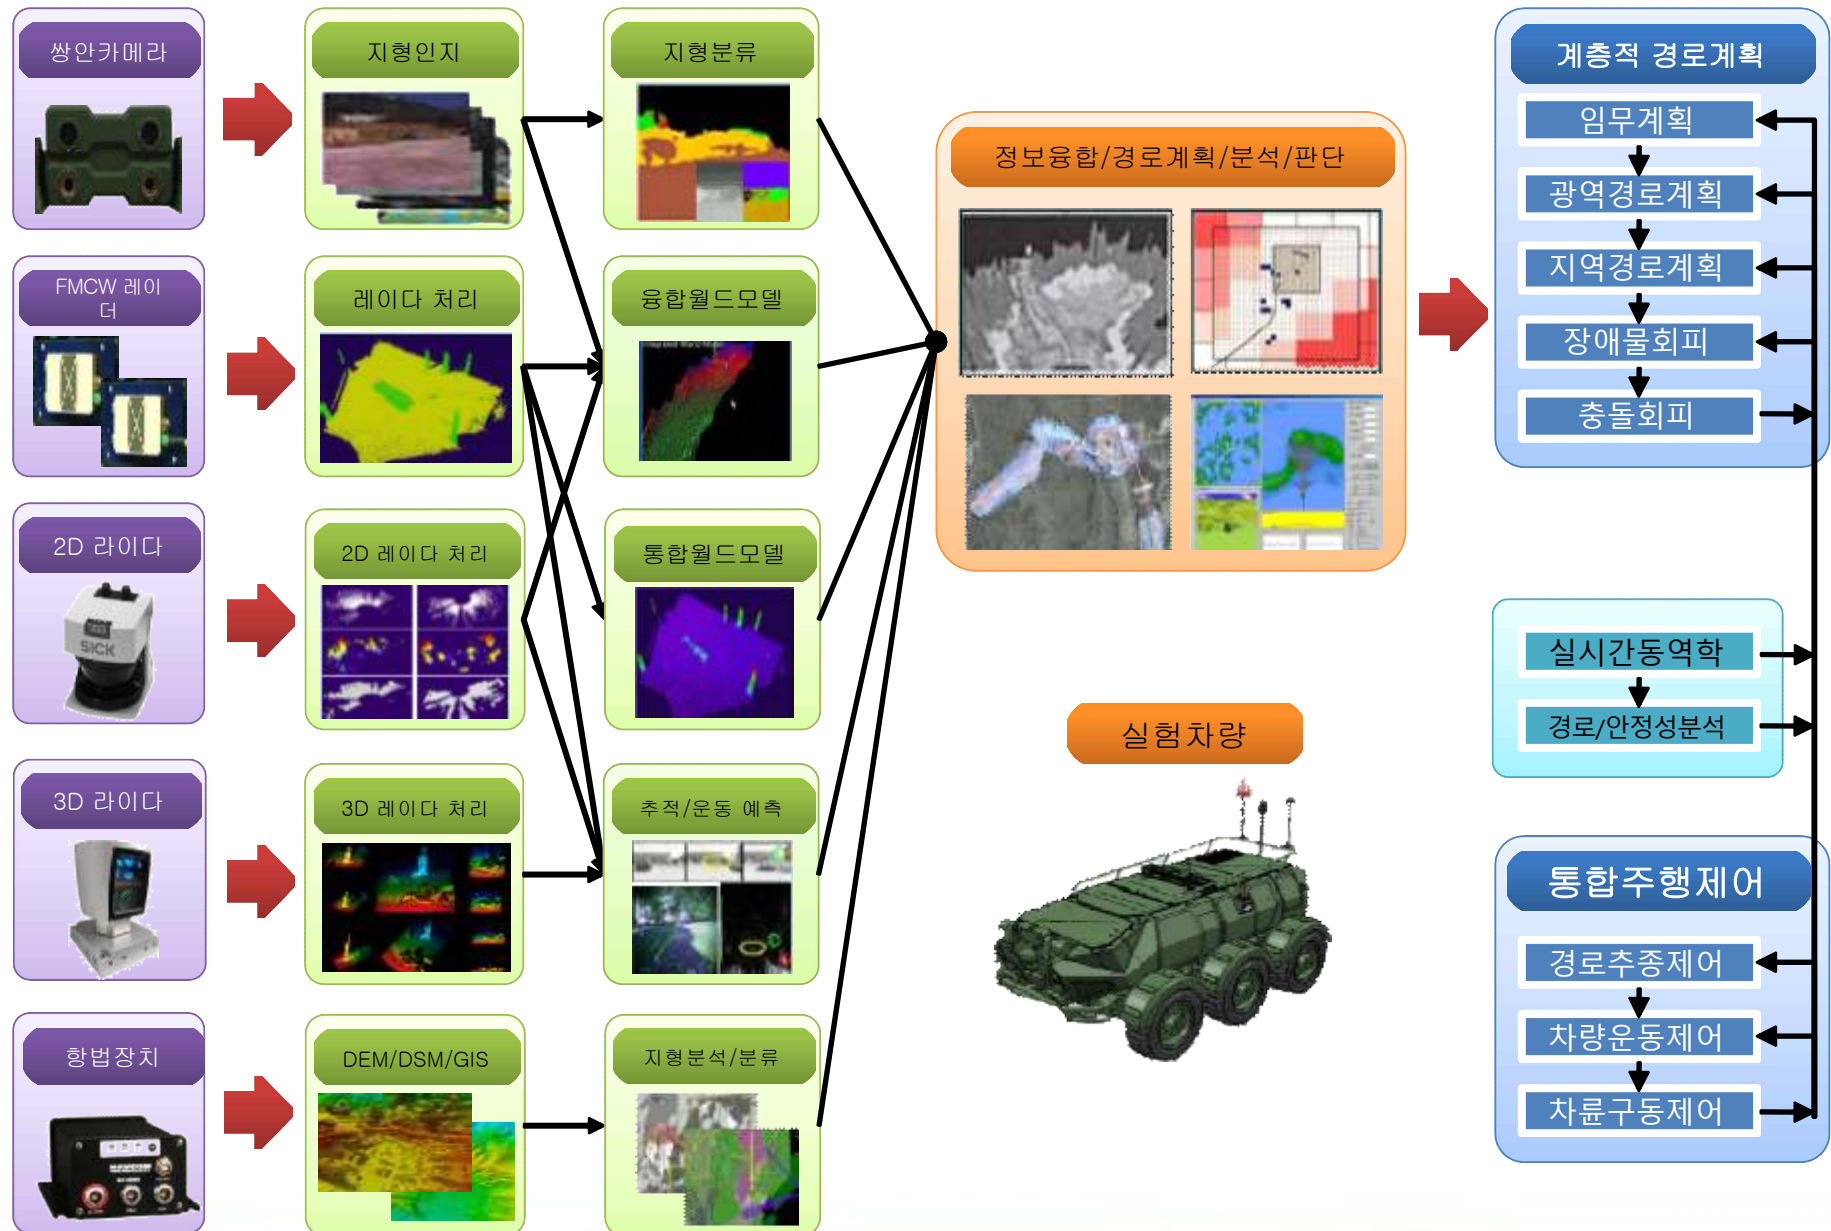 쌍안카메라
지형인지
지형분류
계층적 경로계획
임무계획
정보융합/경로계획/분석/판단
광역경로계획
FMCW 레이
더
레이다 처리
융합월드모델
지역경로계획
장애물회피
충돌회피
2D 라이다
2D 레이다 처리
통합월드모델
SICK
실시간동역학
경로/안정성분석
실험차량
3D 라이다
3D 레이다 처리
추적/운동 예측
통합주행제어
경로추종제어
차량운동제어
차륜구동제어
항법장치
DEM/DSM/GIS
지형분석/분류